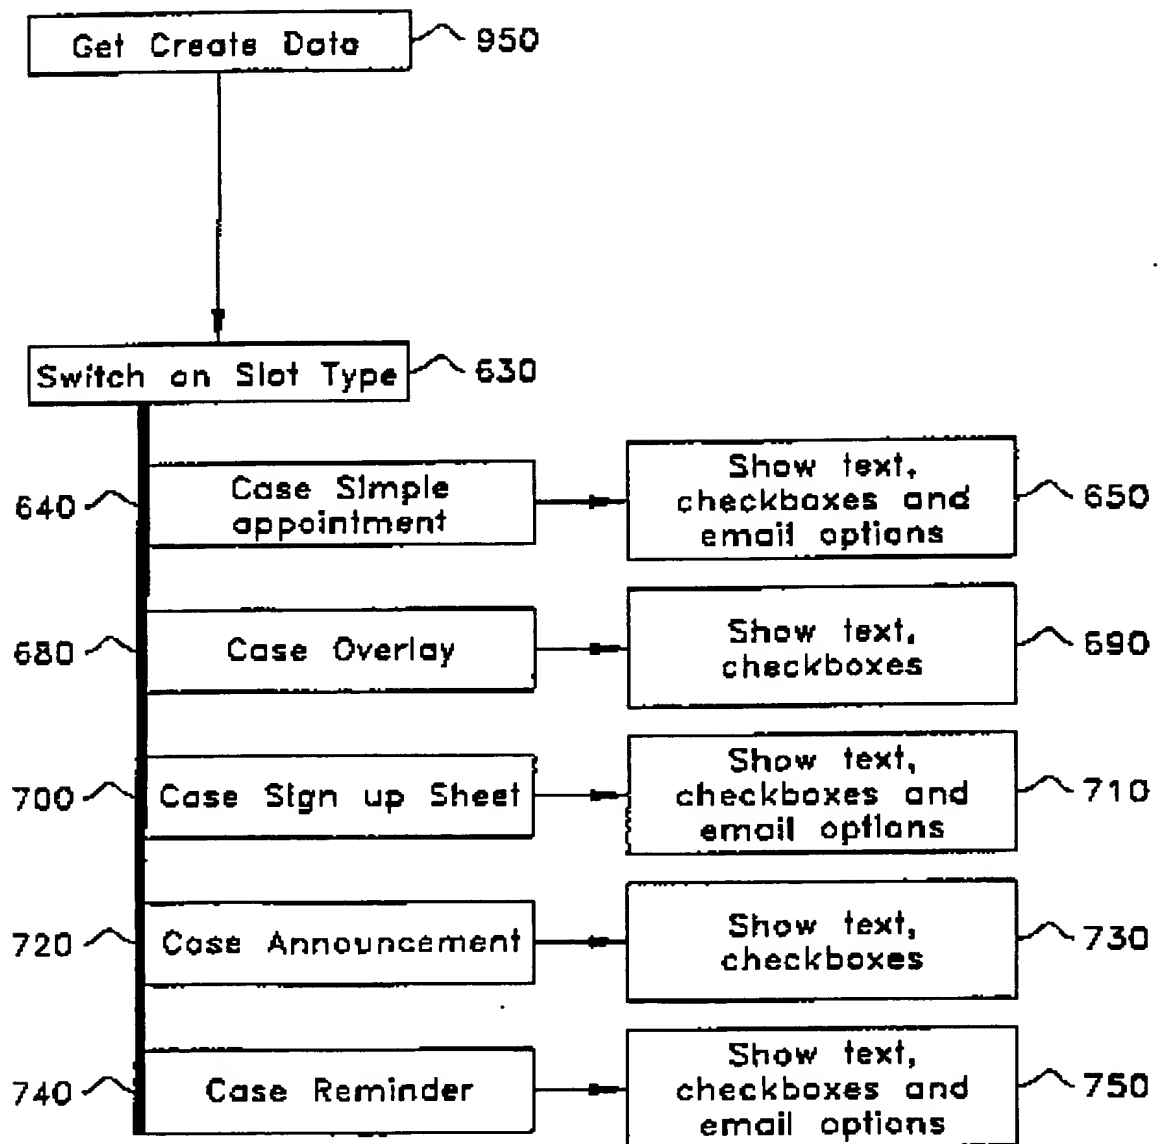 Get Create Data
950
Switch on Slot Type
630
640
Case Simple
appointment
Show text,
checkboxes and
email options
650
680
Case Overlay
Show text,
checkboxes
690
700
Case Sign up Sheet
Show text,
checkboxes and
email options
710
720
Case Announcement
Show text,
checkboxes
730
740
Case Reminder
Show text,
checkboxes and
email options
750